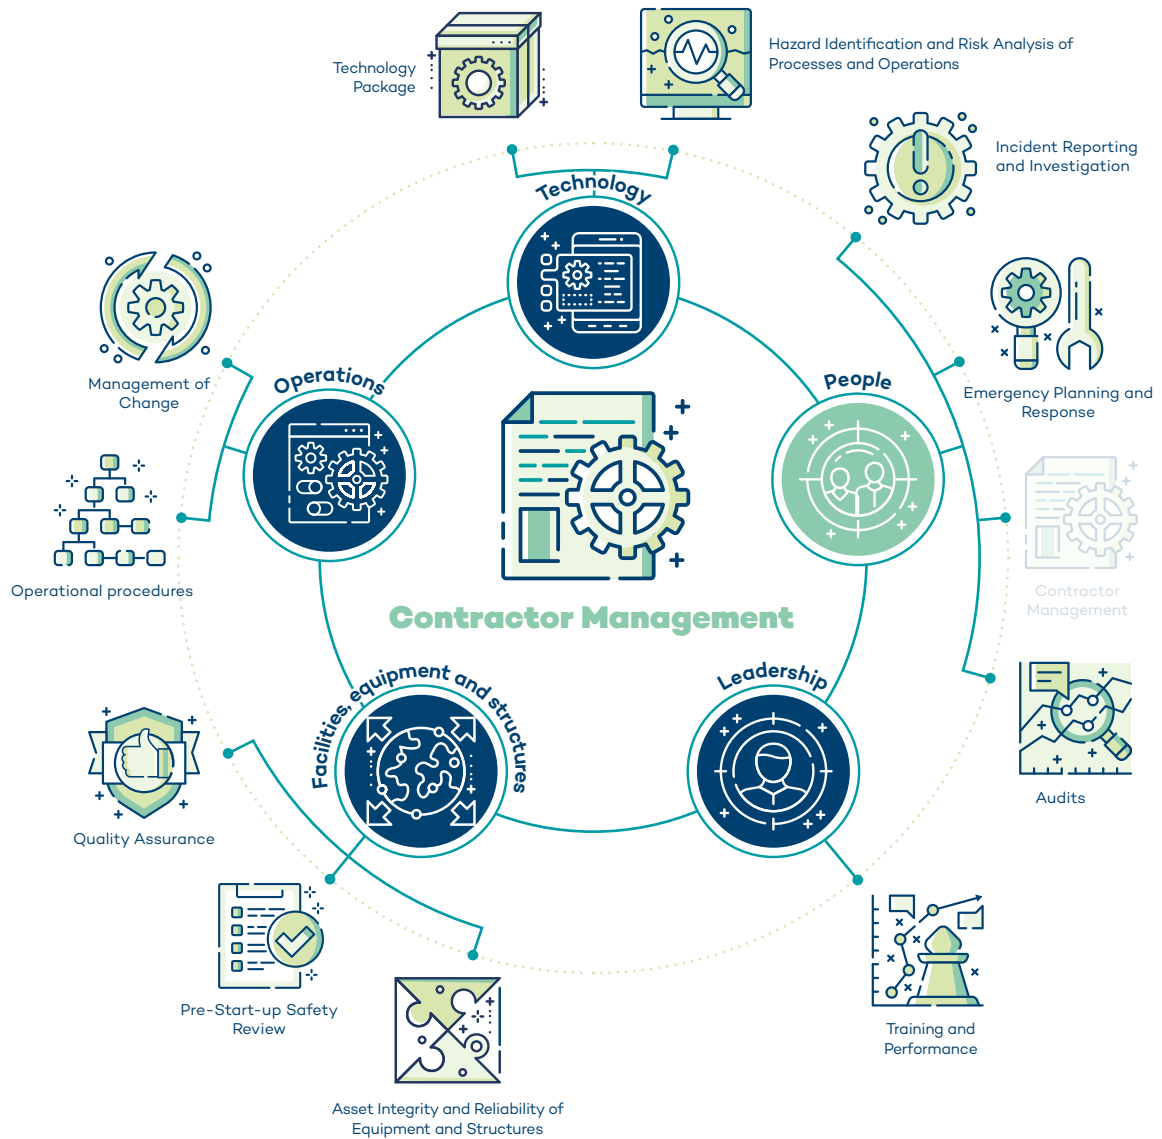 Technology
Package
Hazard Identification and Risk Analysis of
Processes and Operations
Incident Reporting
and Investigation
Technology
Management of
Change
Operations
People
Emergency Planning and
Response
Operational procedures
Contractor
Management
Contractor Management
Facilities, equipment and structures
Leadership
Audits
Quality Assurance
Pre-Start-up Safety
Review
Training and
Performance
Asset Integrity and Reliability of
Equipment and Structures